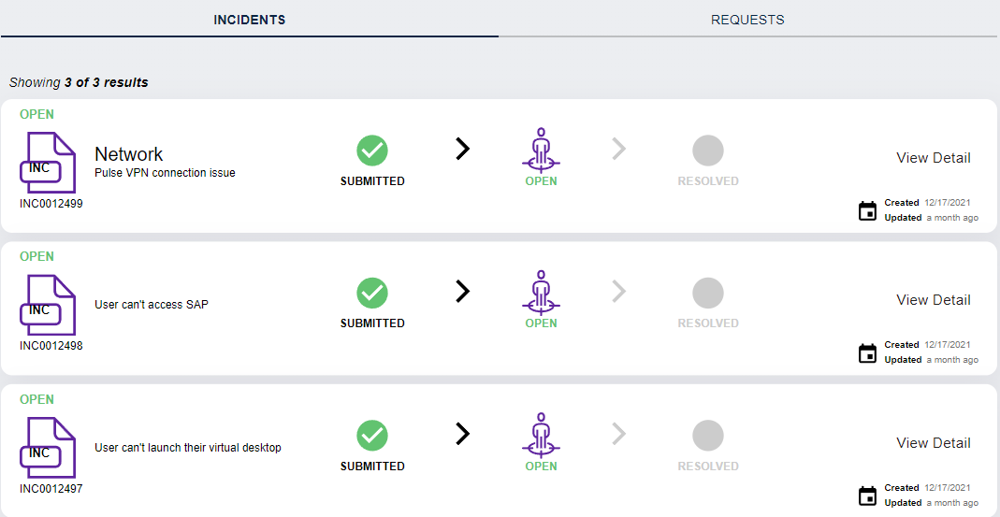 INCIDENTS
REQUESTS
Showing 3 of 3 results
OPEN
INC
INC0012499
Network
Pulse VPN connection issue
SUBMITTED
OPEN
RESOLVED
View Detail
Created 12/17/2021
Updated a month ago
OPEN
INC
INC0012498
User can't access SAP
SUBMITTED
OPEN
RESOLVED
View Detail
Created 12/17/2021
Updated a month ago
OPEN
INC
INC0012497
User can't launch their virtual desktop
SUBMITTED
OPEN
RESOLVED
View Detail
Created 12/17/2021
Updated a month ago